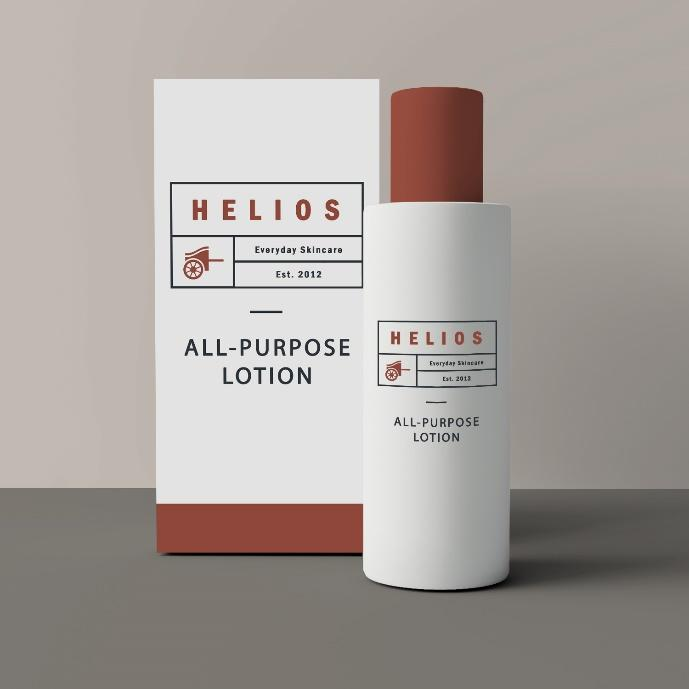 HELIOS
Everyday Skincare
Est. 2012
ALL-PURPOSE
LOTION
HELIOS
Everyday Skincare
Est. 2012
ALL-PURPOSE
LOTION